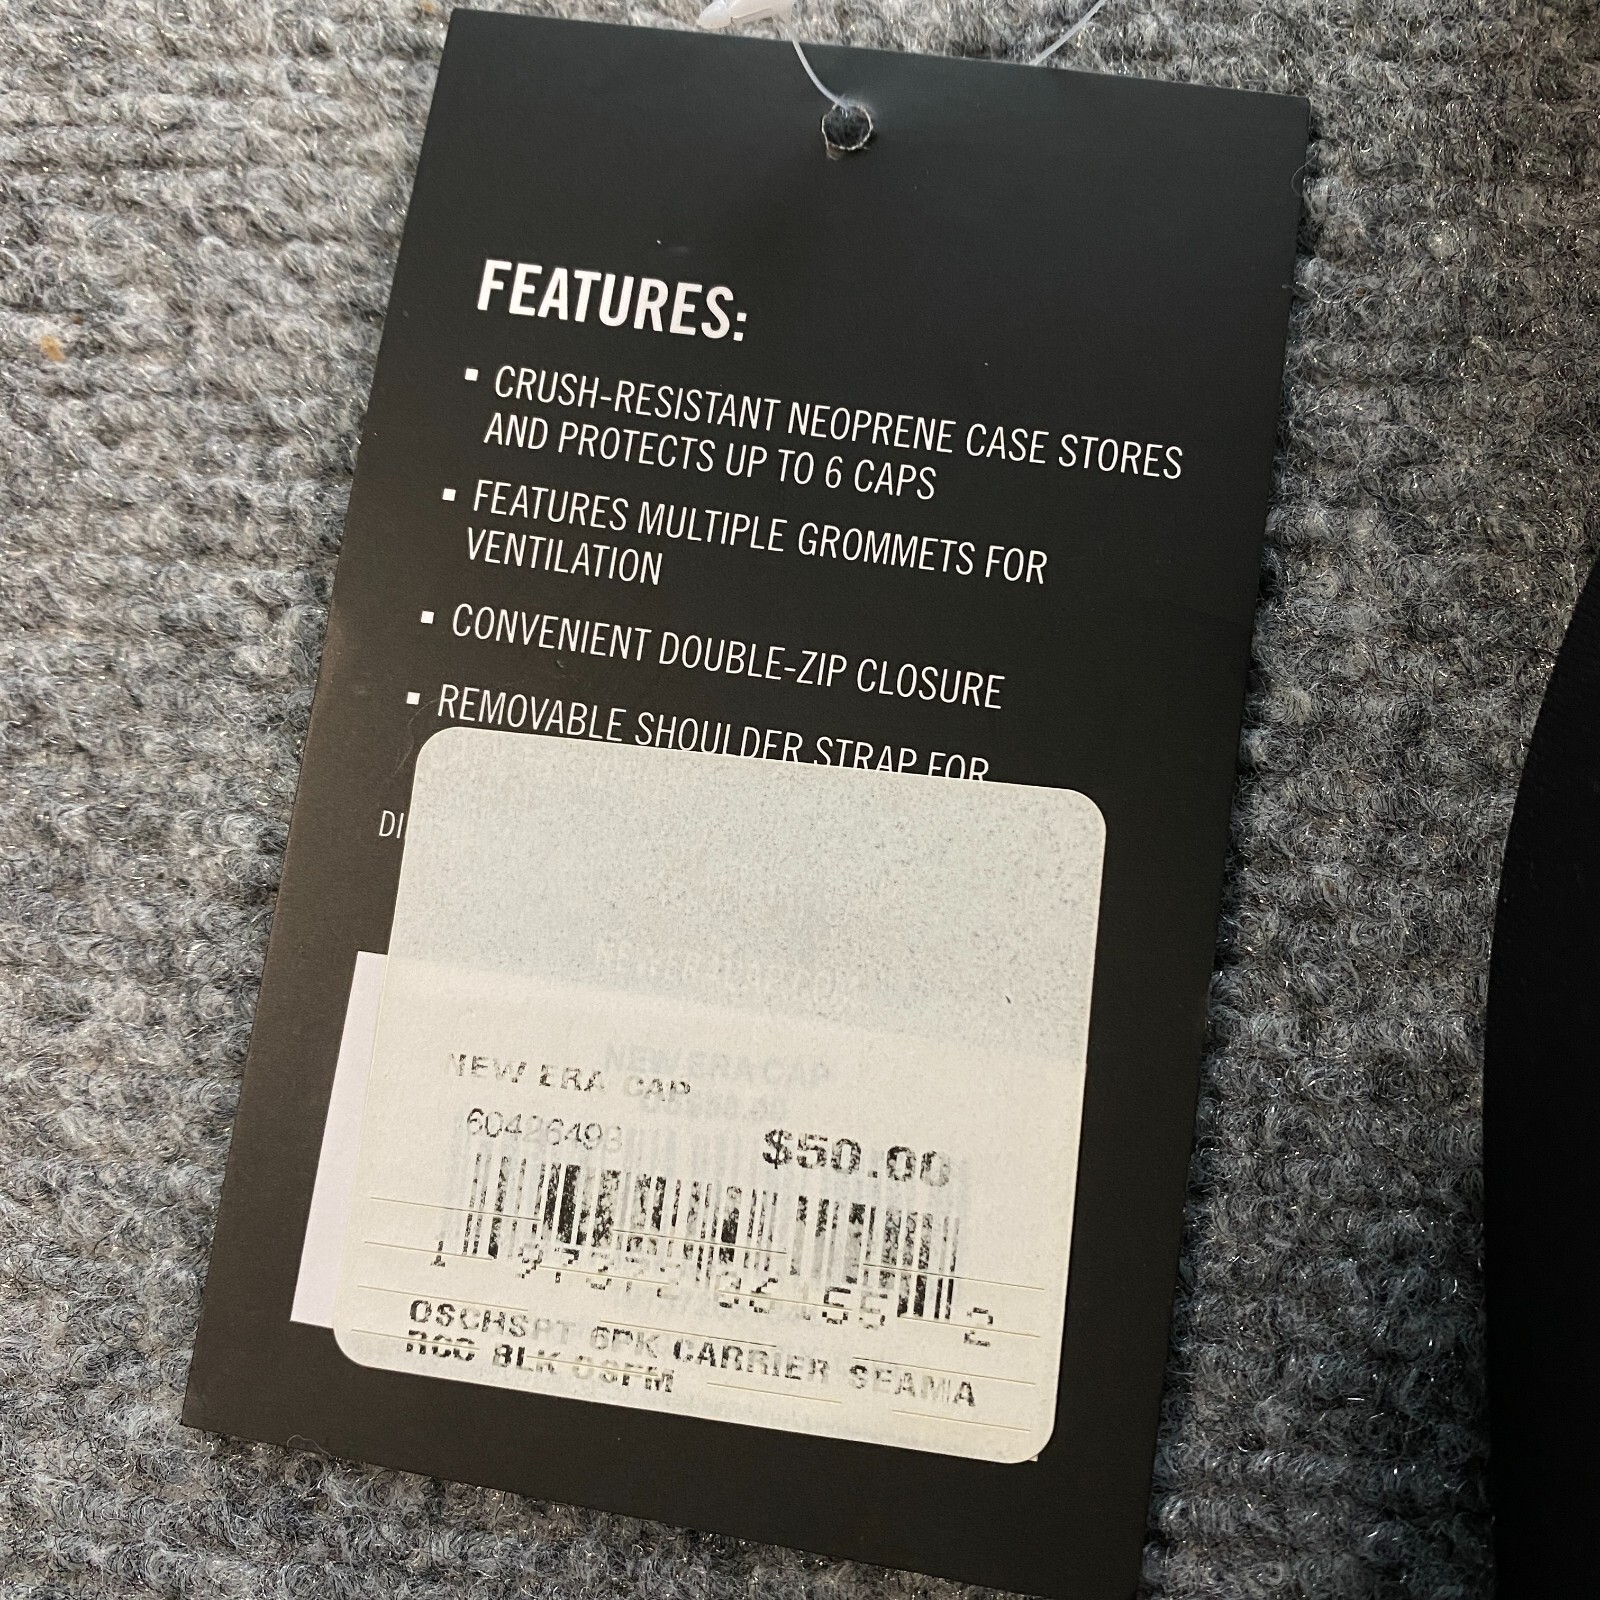 FEATURES:
▪ CRUSH-RESISTANT NEOPRENE CASE STORES
AND PROTECTS UP TO 6 CAPS
▪ FEATURES MULTIPLE GROMMETS FOR
VENTILATION
▪ CONVENIENT DOUBLE-ZIP CLOSURE
▪ REMOVABLE SHOULDER STRAP FOR
DI
NEW ERA CAP
NEW ERA CAP
60426498
$50.00
OSCHSPT 6PK CARRIER SEAMA
BLK OSFM